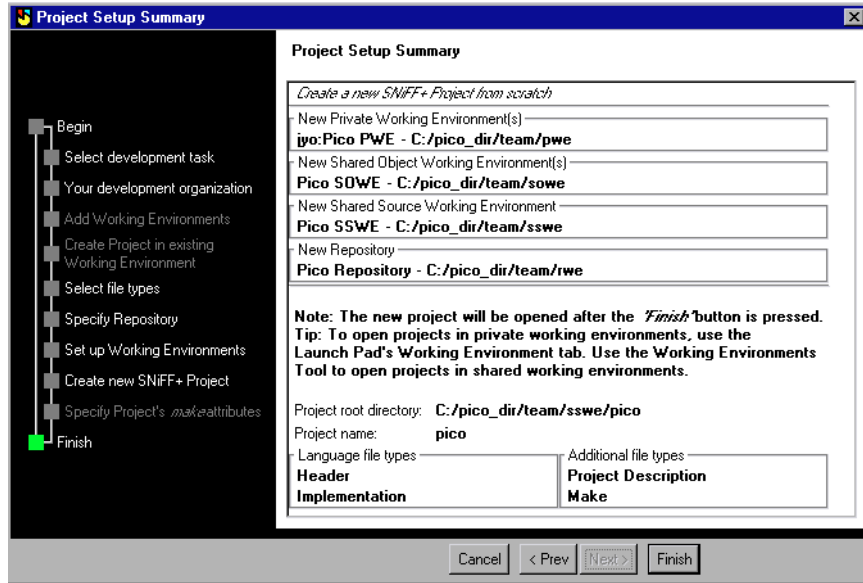 Project Setup Summary
Project Setup Summary
Create a new SNiFF+ Project from scratch
New Private Working Environment(s)
jyo:Pico PWE - C:/pico_dir/team/pwe
New Shared Object Working Environment(s)
Pico SOWE - C:/pico_dir/team/sowe
New Shared Source Working Environment
Pico SSWE - C:/pico_dir/team/sswe
New Repository
Pico Repository - C:/pico_dir/team/rwe
Note: The new project will be opened after the 'Finish' button is pressed.
Tip: To open projects in private working environments, use the
Launch Pad's Working Environment tab. Use the Working Environments
Tool to open projects in shared working environments.
Project root directory: C:/pico_dir/team/sswe/pico
Project name: pico
Language file types
Header
Implementation
Additional file types
Project Description
Make
Begin
Select development task
Your development organization
Add Working Environments
Create Project in existing
Working Environment
Select file types
Specify Repository
Set up Working Environments
Create new SNiFF+ Project
Specify Project's make attributes
Finish
Cancel
< Prev
Next >
Finish